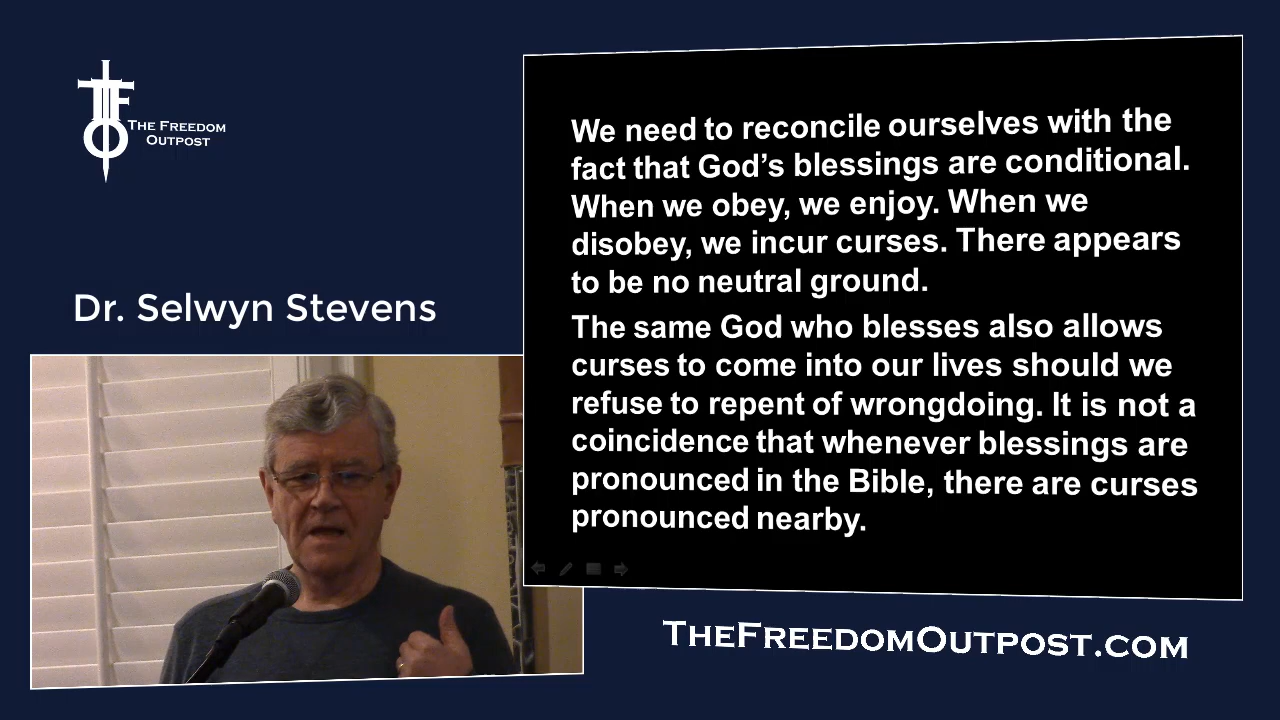 The Freedom
Outpost
Dr. Selwyn Stevens
We need to reconcile ourselves with the
fact that God's blessings are conditional.
When we obey, we enjoy. When we
disobey, we incur curses. There appears
to be no neutral ground.
The same God who blesses also allows
curses to come into our lives should we
refuse to repent of wrongdoing. It is not a
coincidence that whenever blessings are
pronounced in the Bible, there are curses
pronounced nearby.
TheFreedomOutpost.com